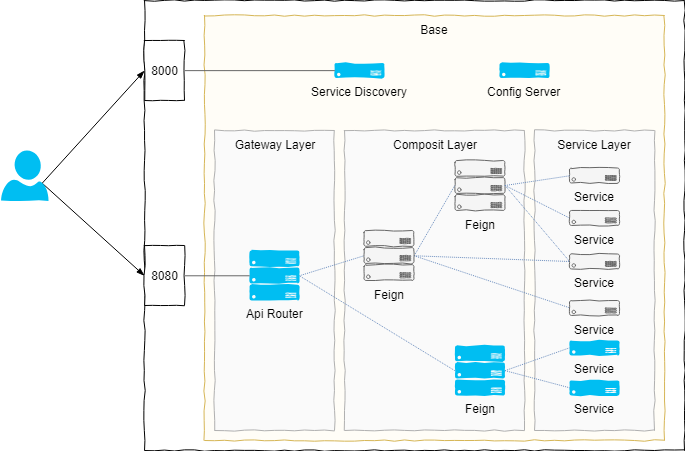 Base
8000
Service Discovery
Config Server
Gateway Layer
Composit Layer
Service Layer
Service
Feign
Service
8080
Service
Feign
Api Router
Service
Service
Feign
Service